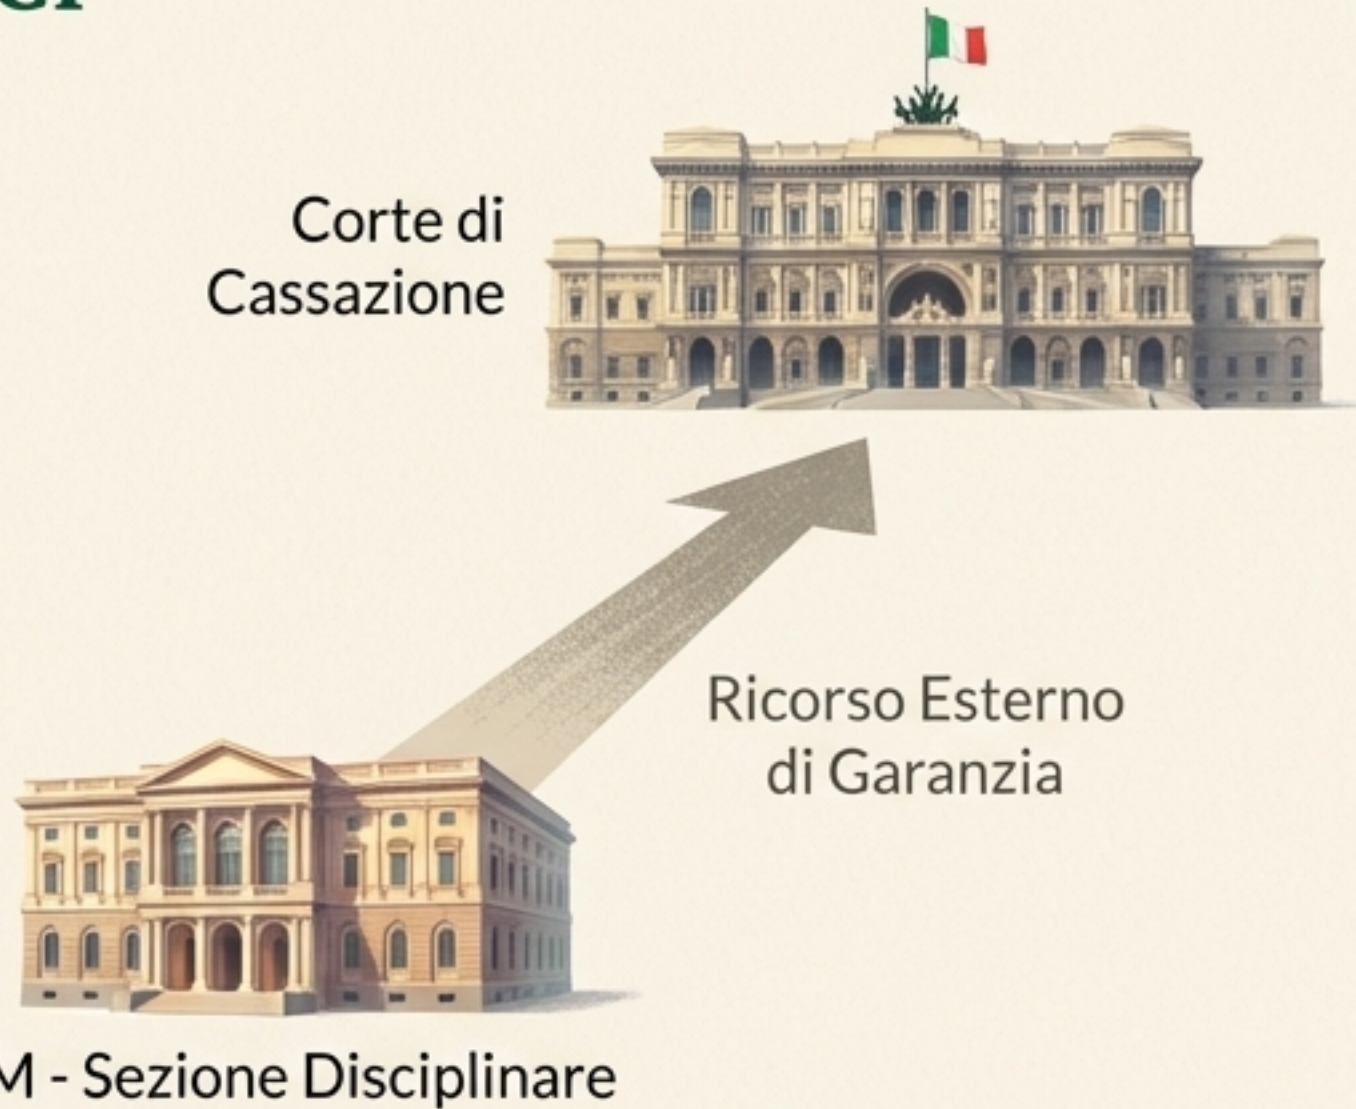 Corte di
Cassazione
Ricorso Esterno
di Garanzia
M - Sezione Disciplinare